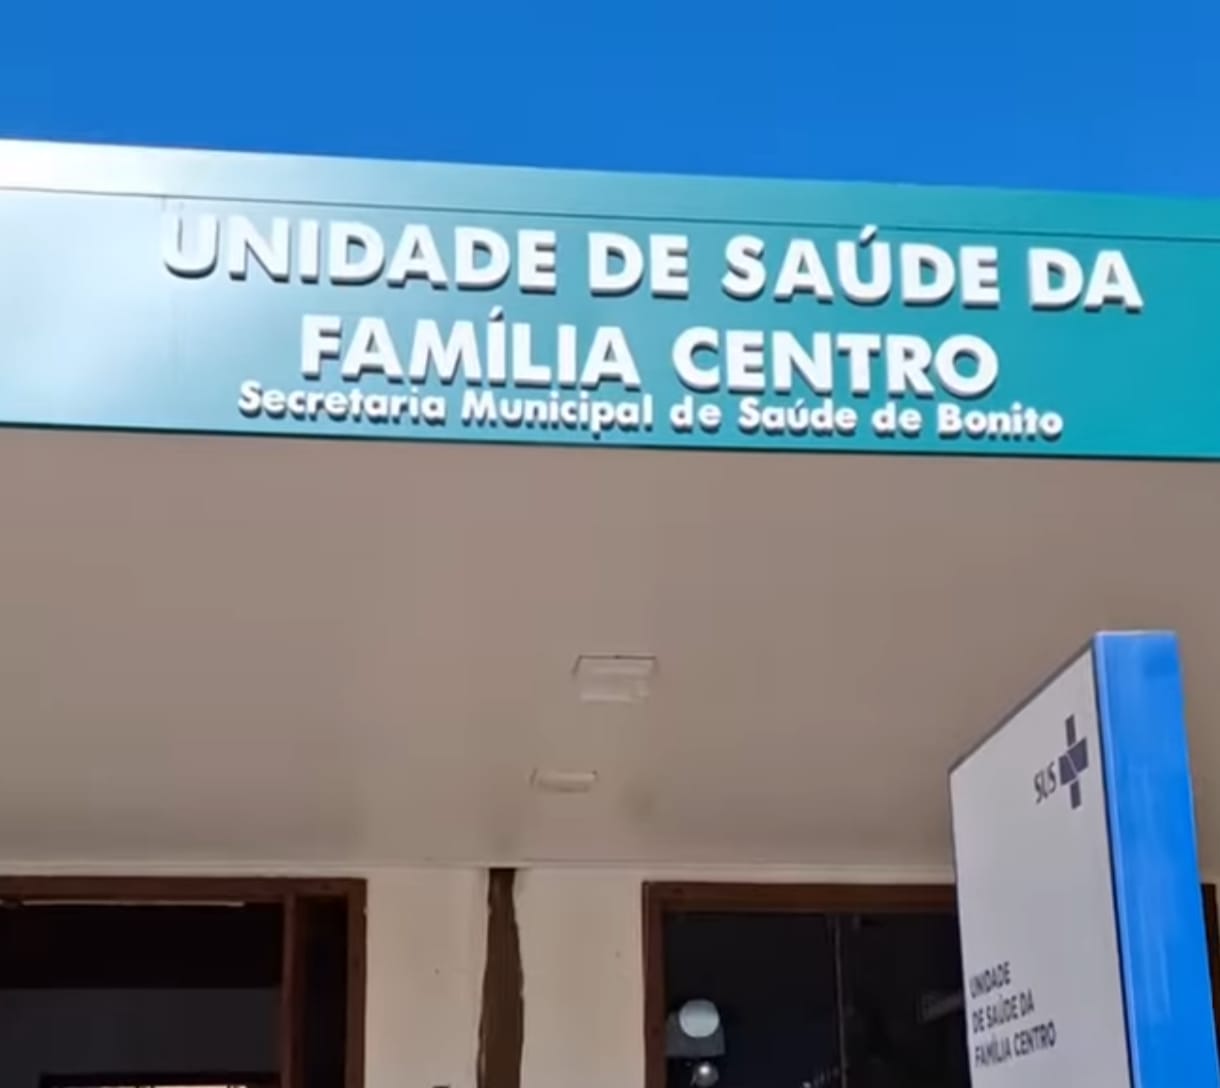 UNIDADE DE SAÚDE DA
FAMÍLIA CENTRO
Secretaria Municipal de Saúde de Bonito
SUS
UNIDADE
DE SAÚDE DA
FAMÍLIA CENTRO